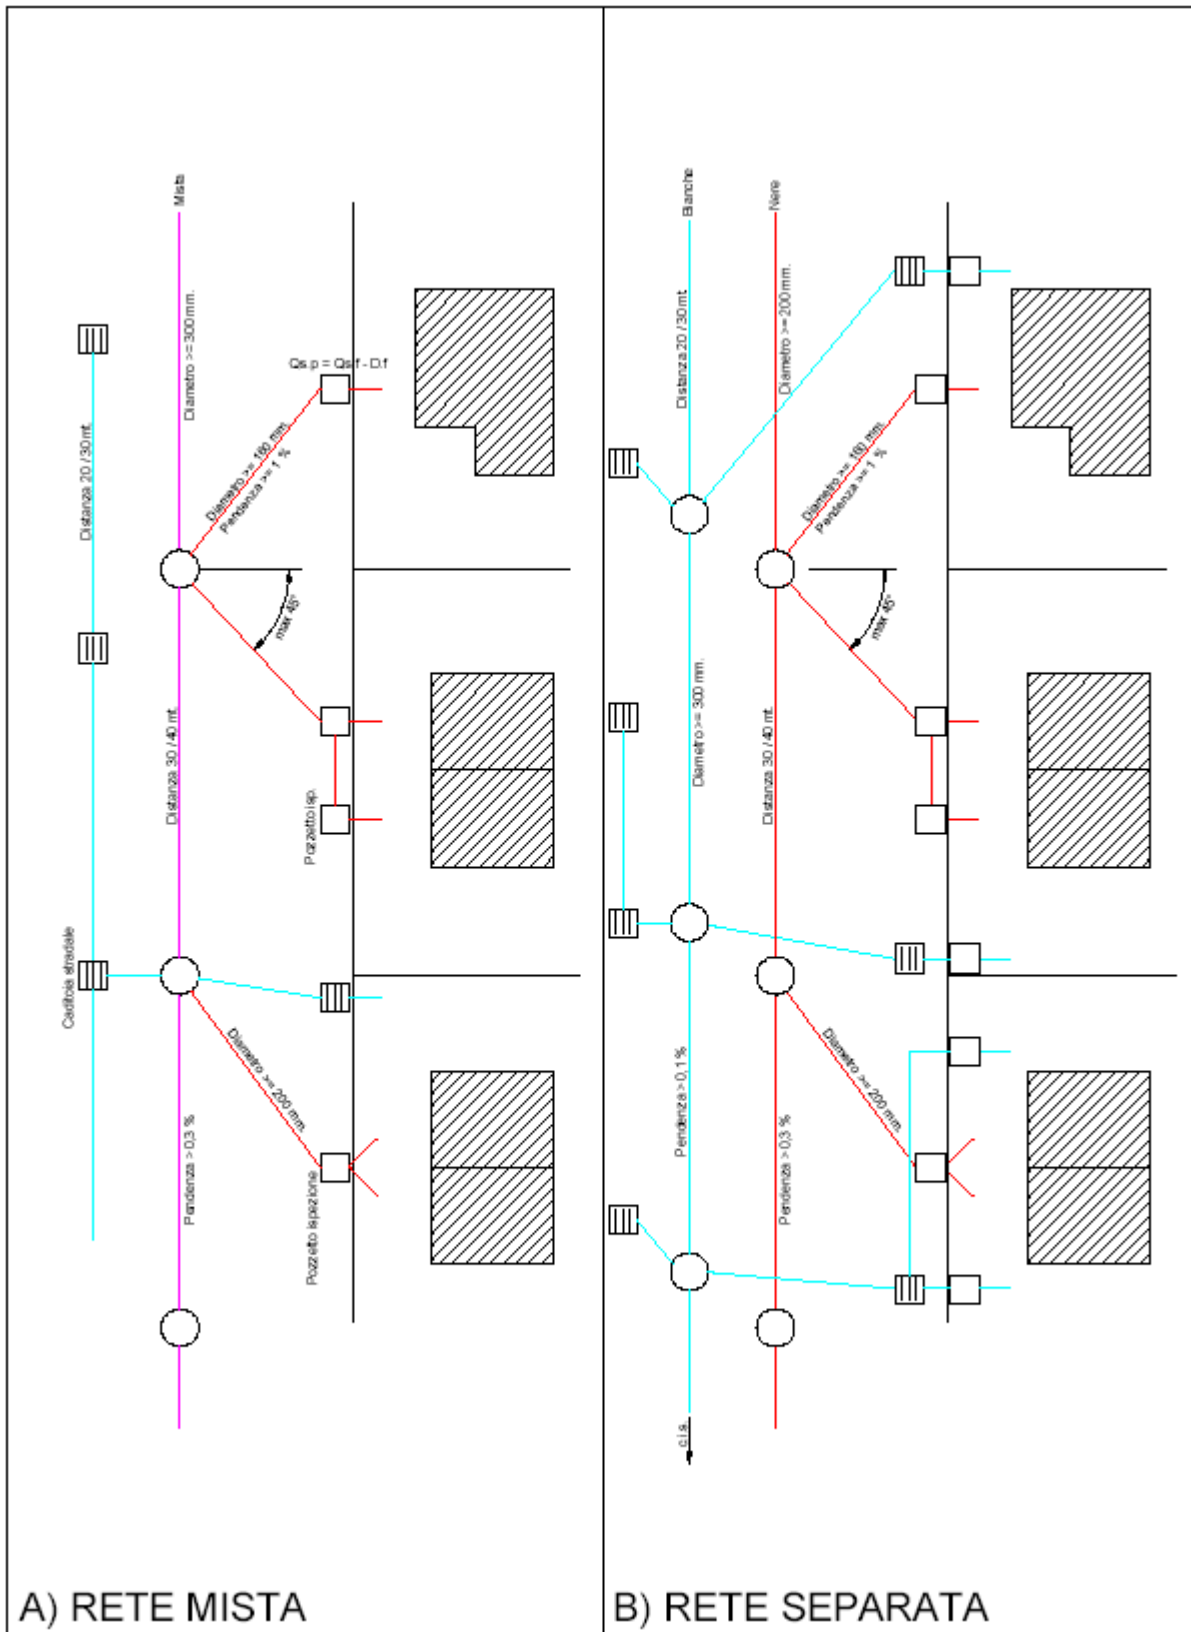 Mista
Diametro >= 300 mm.
Distanza 20 / 30 mt.
Qs.p = Qs.f - D.f
Diametro >= 160 mm.
Pendenza >= 1 %
max 45°
Distanza 30 / 40 mt.
Pozzetto isp.
Caditoia stradale
Diametro >= 200 mm.
Pendenza > 0,3 %
Pozzetto ispezione
A) RETE MISTA
Bianche
Nere
Distanza 20 / 30 mt.
Diametro >= 200 mm.
Diametro >= 160 mm.
Pendenza >= 1 %
max 45°
Diametro >= 300 mm.
Distanza 30 / 40 mt.
Pendenza > 0,1 %
Diametro >= 200 mm.
Pendenza > 0,3 %
c.i.s.
B) RETE SEPARATA